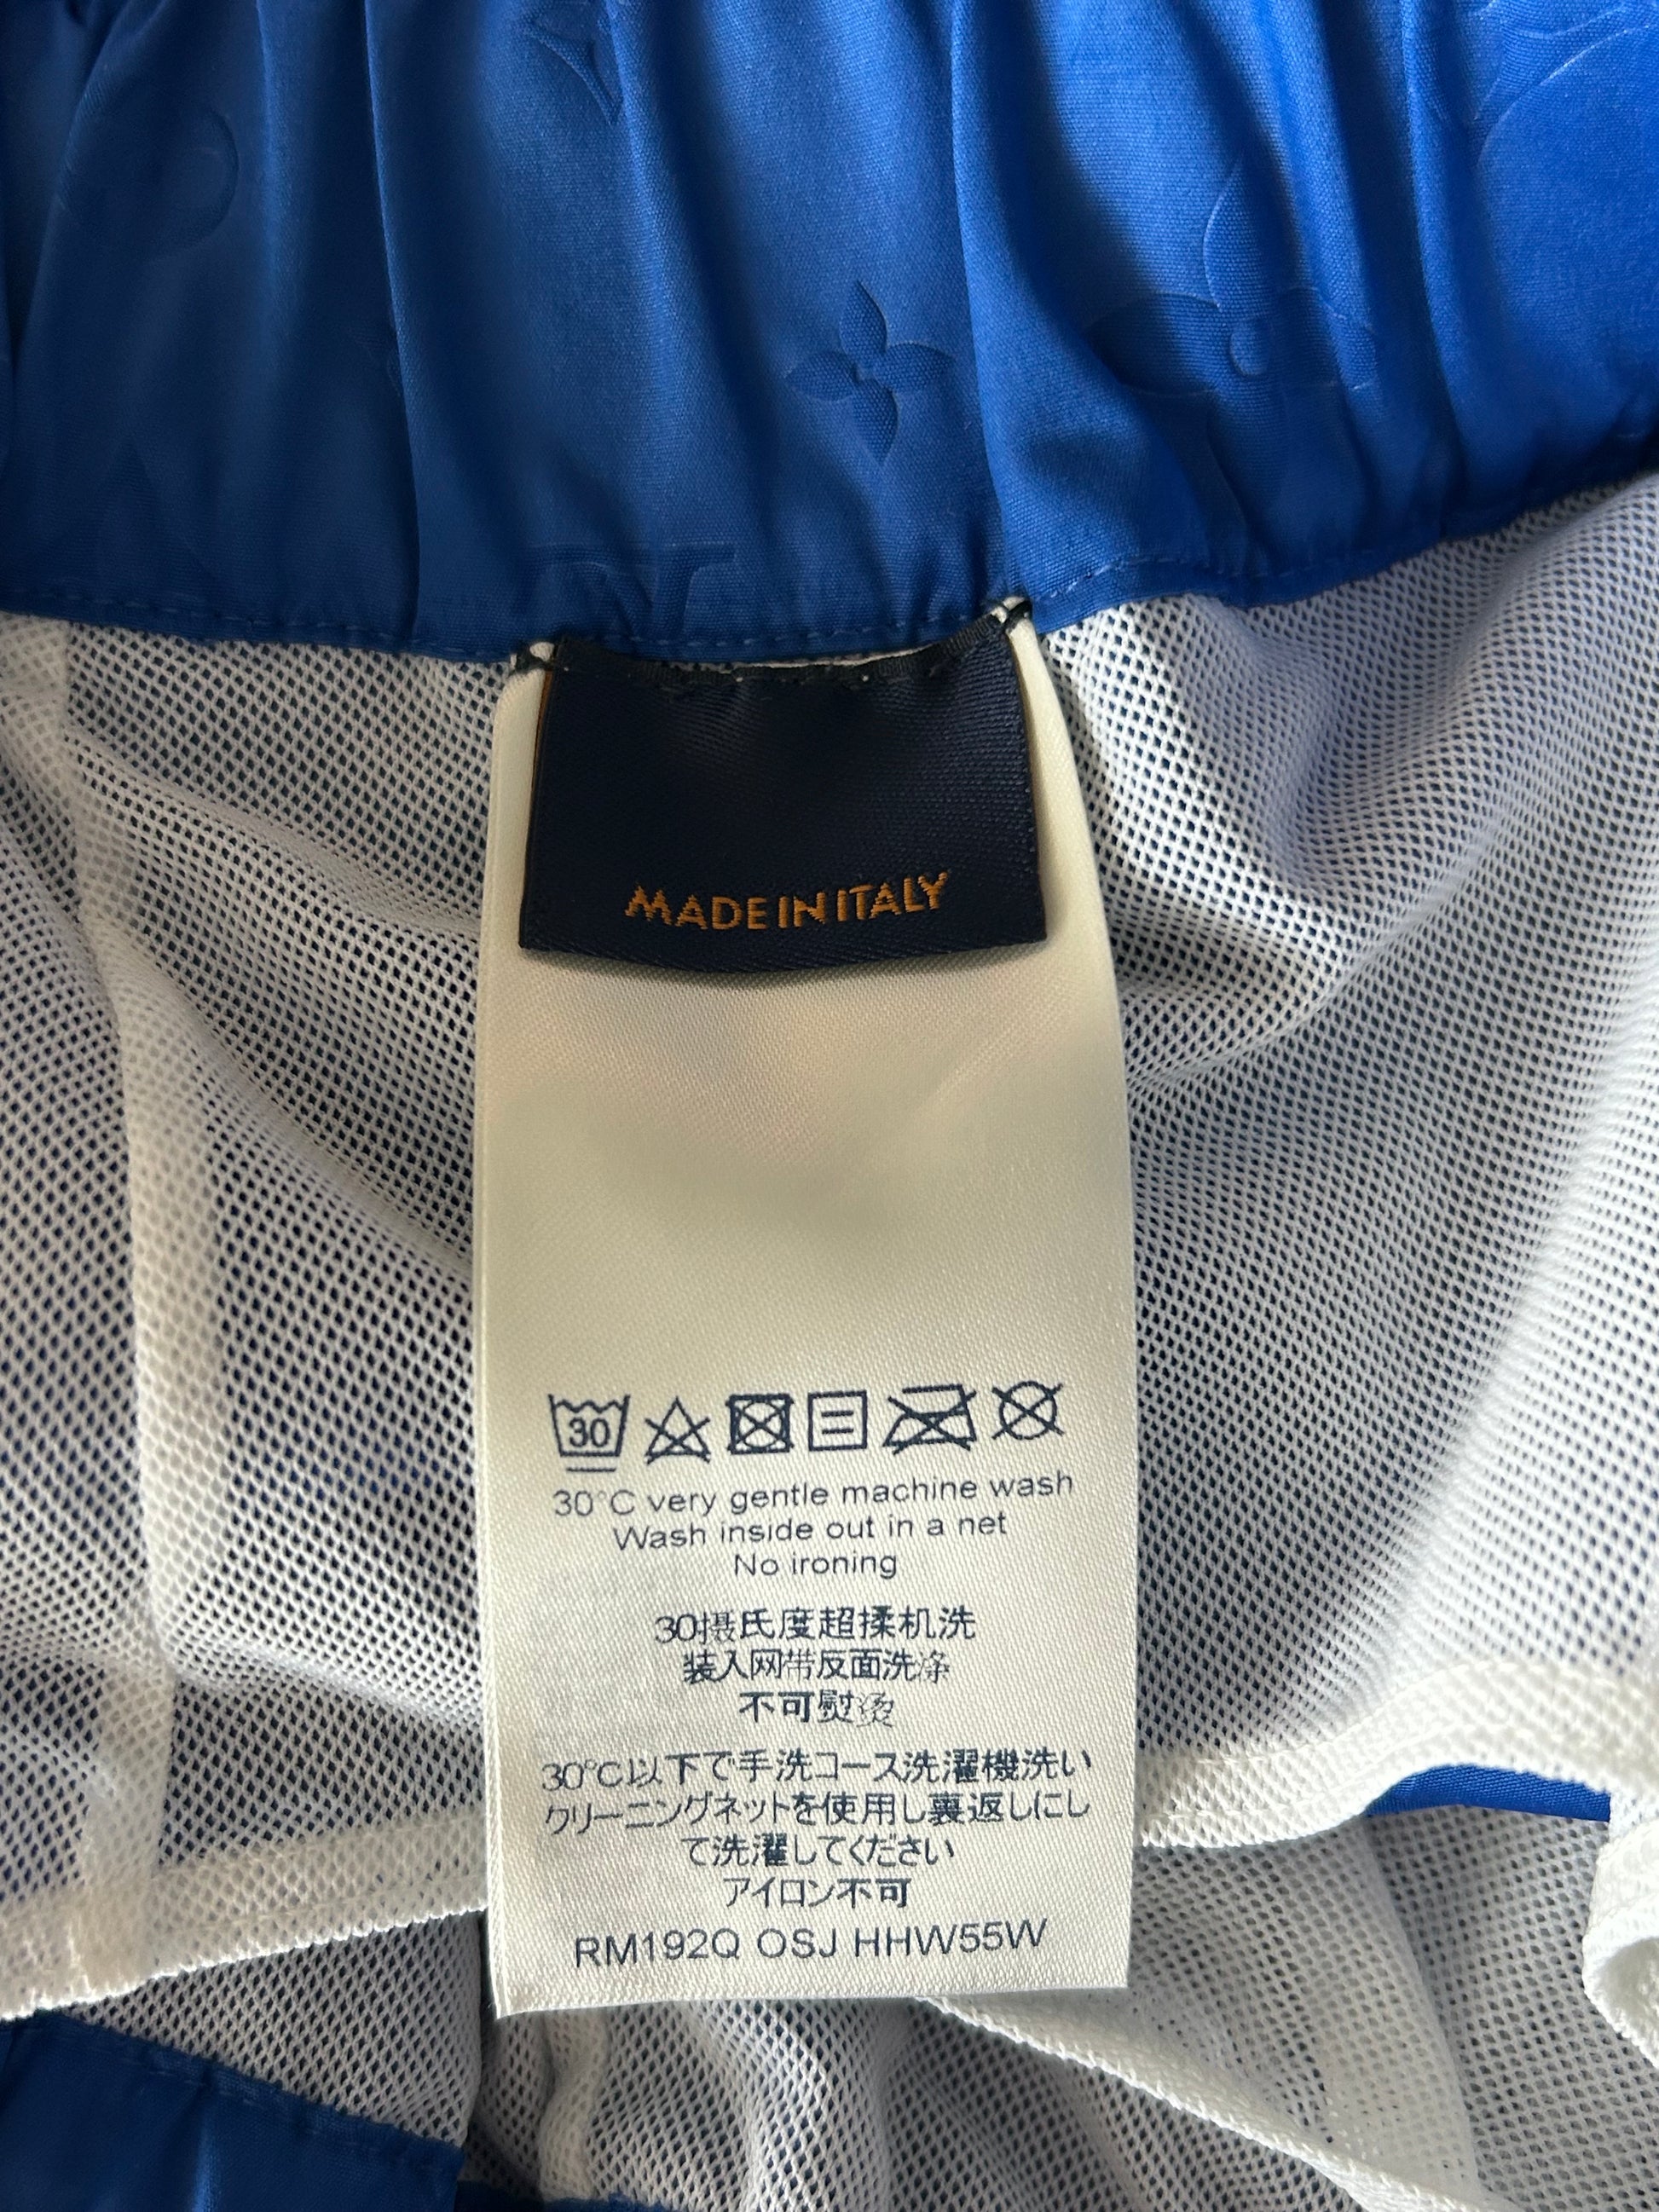 MADE IN ITALY
30
30°C very gentle machine wash
Wash inside out in a net
No ironing
30摄氏度超揉机洗
装入网带反面洗涤
不可熨烫
30℃以下で手洗コース洗濯機洗い
クリーニングネットを使用し裏返しにし
て洗濯してください
アイロン不可
RM192Q OSJ HHW55W